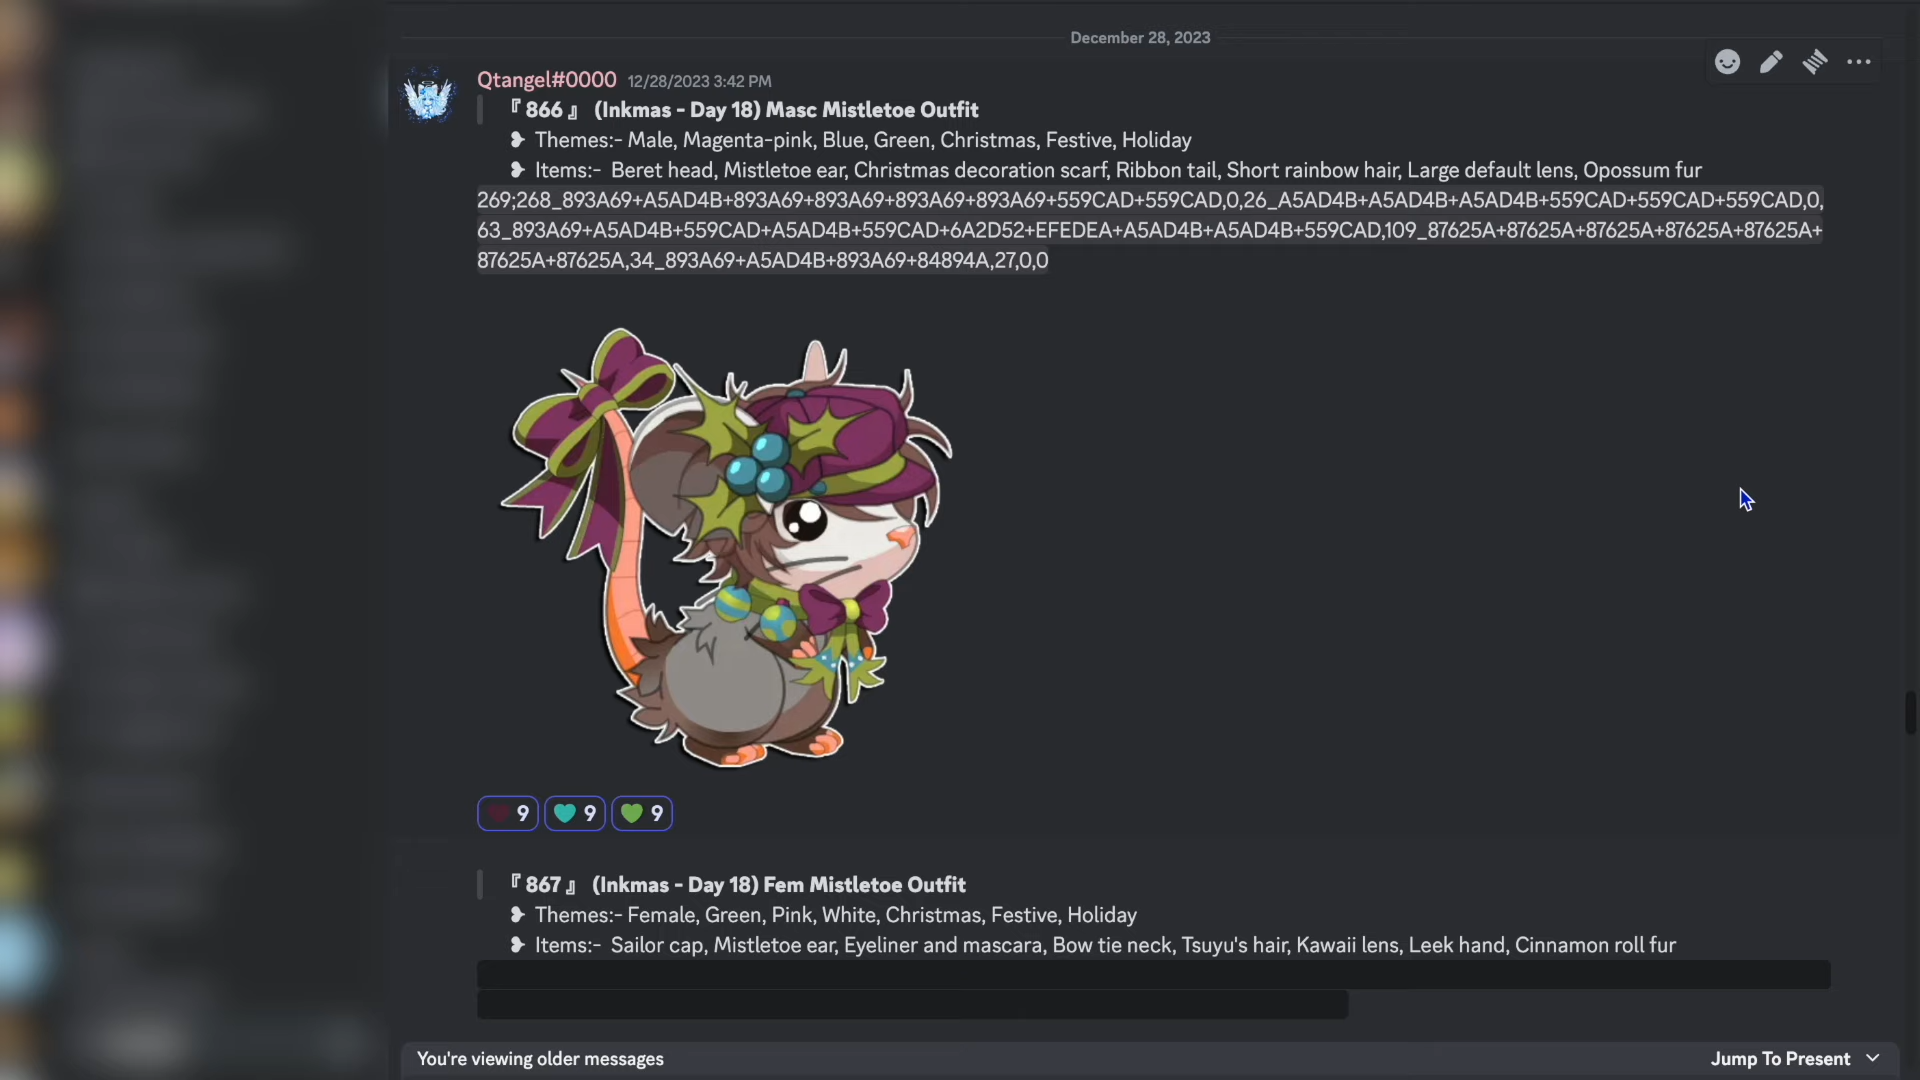 December 28, 2023
Qtangel#0000 12/28/2023 3:42 PM
『 866 』 (Inkmas - Day 18) Masc Mistletoe Outfit
❥ Themes:- Male, Magenta-pink, Blue, Green, Christmas, Festive, Holiday
❥ Items:- Beret head, Mistletoe ear, Christmas decoration scarf, Ribbon tail, Short rainbow hair, Large default lens, Opossum fur
269;268_893A69+A5AD4B+893A69+893A69+893A69+893A69+559CAD+559CAD,0,26_A5AD4B+A5AD4B+A5AD4B+559CAD+559CAD+559CAD,0,
63_893A69+A5AD4B+559CAD+A5AD4B+559CAD+6A2D52+EFEDEA+A5AD4B+A5AD4B+559CAD,109_87625A+87625A+87625A+87625A+87625A+
87625A+87625A,34_893A69+A5AD4B+893A69+84894A,27,0,0
9 9 9
『 867 』 (Inkmas - Day 18) Fem Mistletoe Outfit
❥ Themes:- Female, Green, Pink, White, Christmas, Festive, Holiday
❥ Items:- Sailor cap, Mistletoe ear, Eyeliner and mascara, Bow tie neck, Tsuyu's hair, Kawaii lens, Leek hand, Cinnamon roll fur
You're viewing older messages
Jump To Present